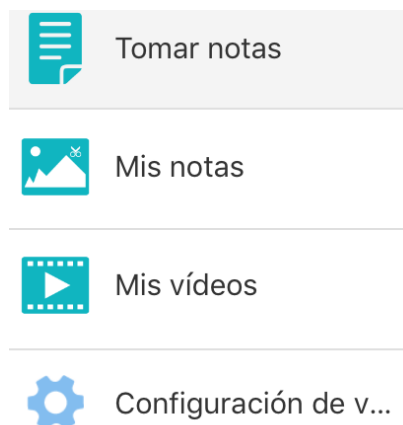 Tomar notas
Mis notas
Mis vídeos
Configuración de v...